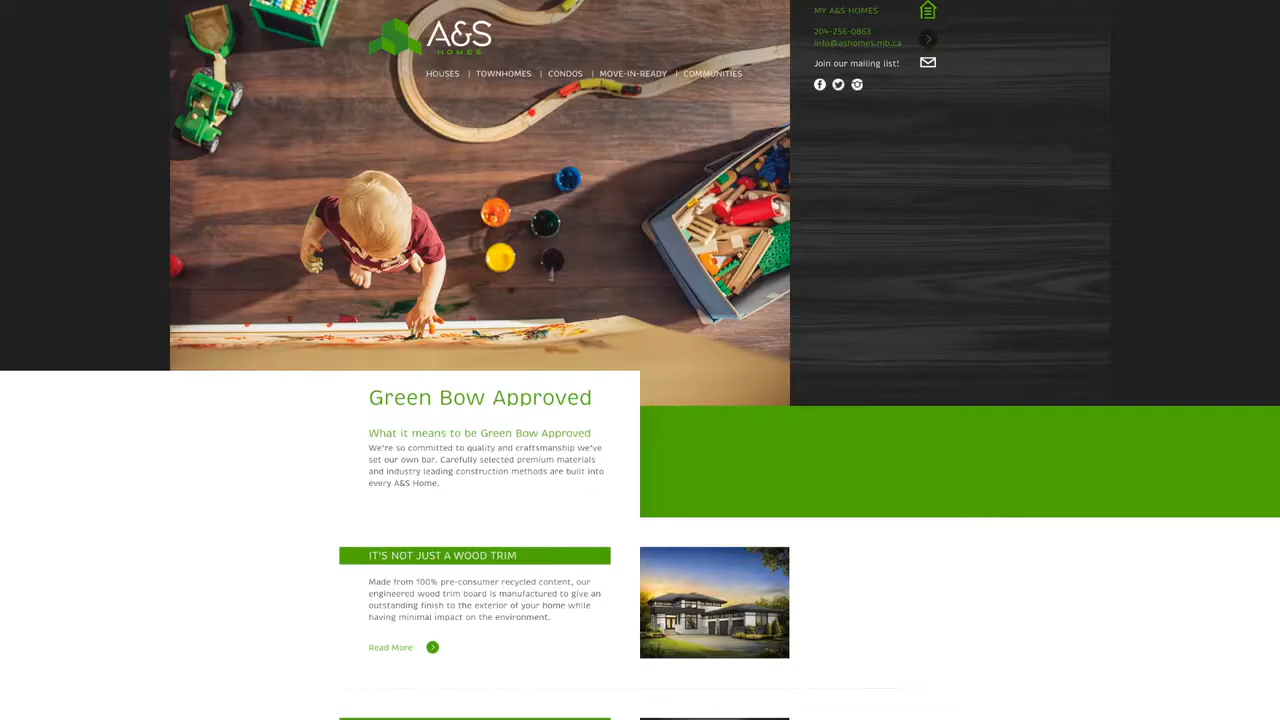 A&S
HOMES
HOUSES | TOWNHOMES | CONDOS | MOVE-IN-READY | COMMUNITIES
MY A&S HOMES
204-256-0863
info@ashomes.mb.ca
Join our mailing list!
Green Bow Approved
What it means to be Green Bow Approved
We're so committed to quality and craftsmanship we've
set our own bar. Carefully selected premium materials
and industry leading construction methods are built into
every A&S Home.
IT'S NOT JUST A WOOD TRIM
Made from 100% pre-consumer recycled content, our
engineered wood trim board is manufactured to give an
outstanding finish to the exterior of your home while
having minimal impact on the environment.
Read More